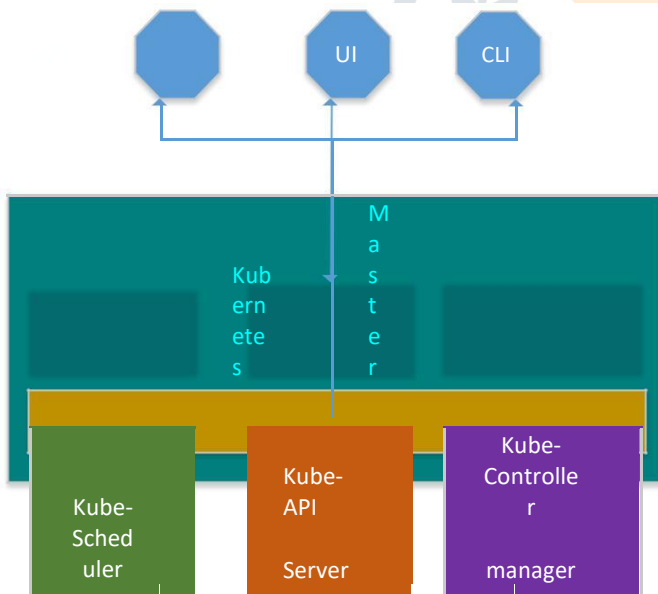 UI
CLI
M
a
s
t
e
r
Kub
ern
ete
s
Kube-
Sched
uler
Kube-
API
Server
Kube-
Controlle
r
manager